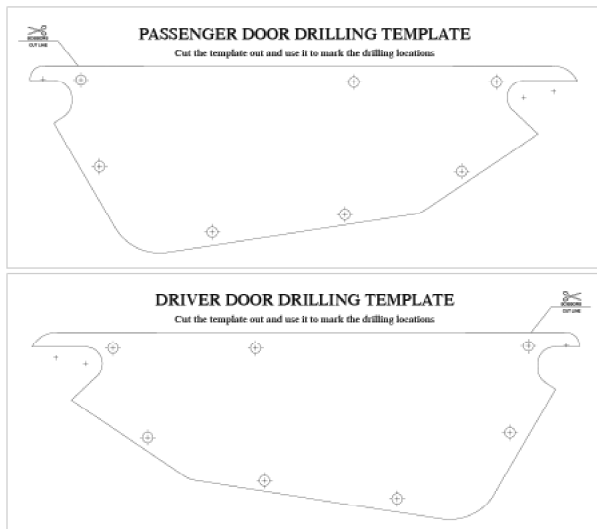 PASSENGER DOOR DRILLING TEMPLATE
Cut the template out and use it to mark the drilling locations
SCISSORS
CUT LINE
DRIVER DOOR DRILLING TEMPLATE
Cut the template out and use it to mark the drilling locations
SCISSORS
CUT LINE